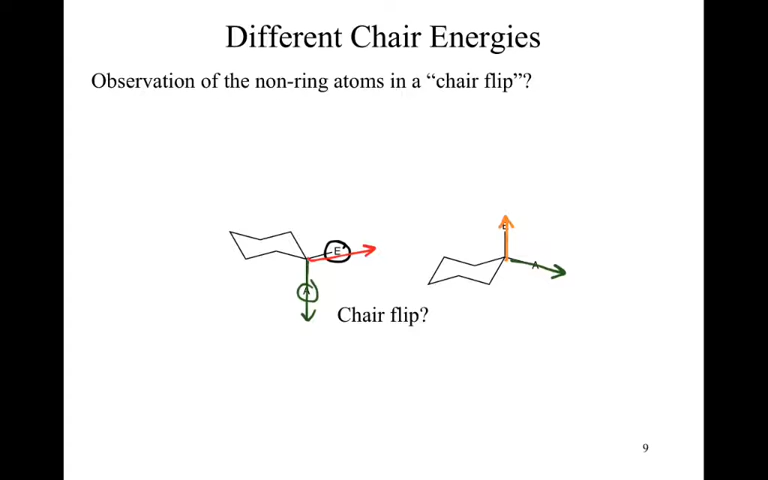 Different Chair Energies
Observation of the non-ring atoms in a “chair flip”?
E
E
A
A
Chair flip?
9